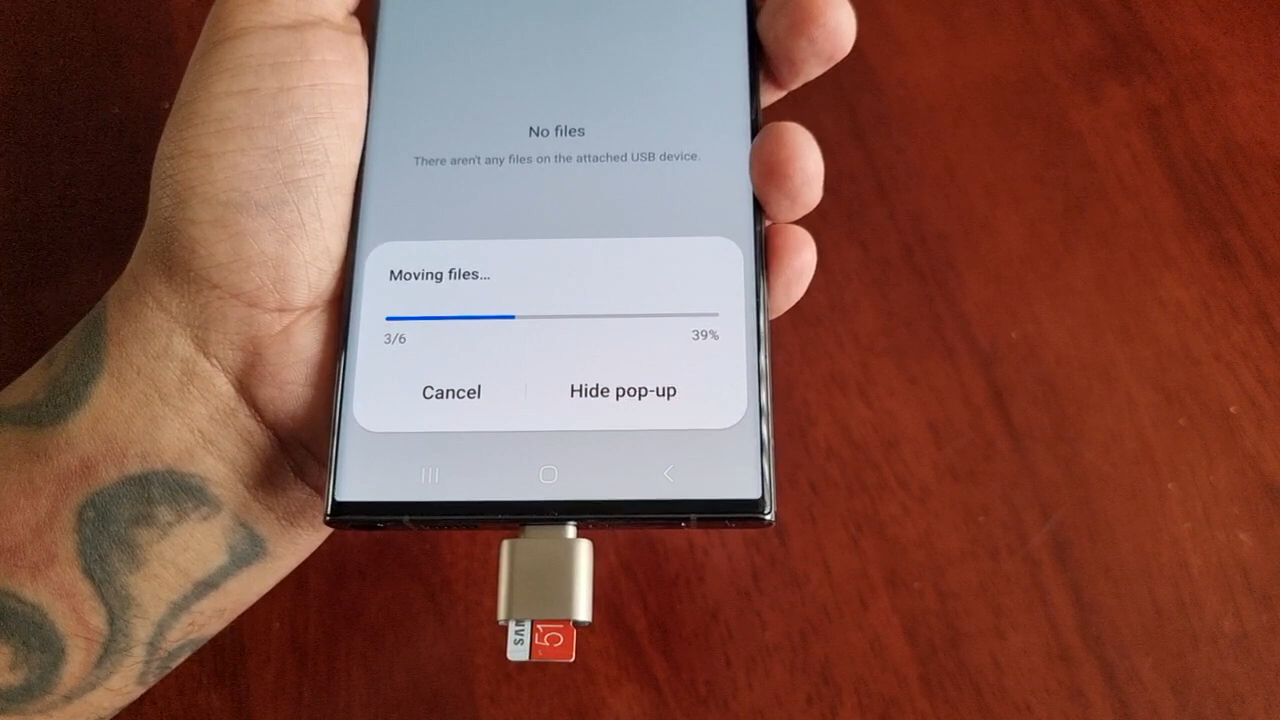 No files
There aren't any files on the attached USB device.
Moving files...
3/6 39%
Cancel Hide pop-up
51